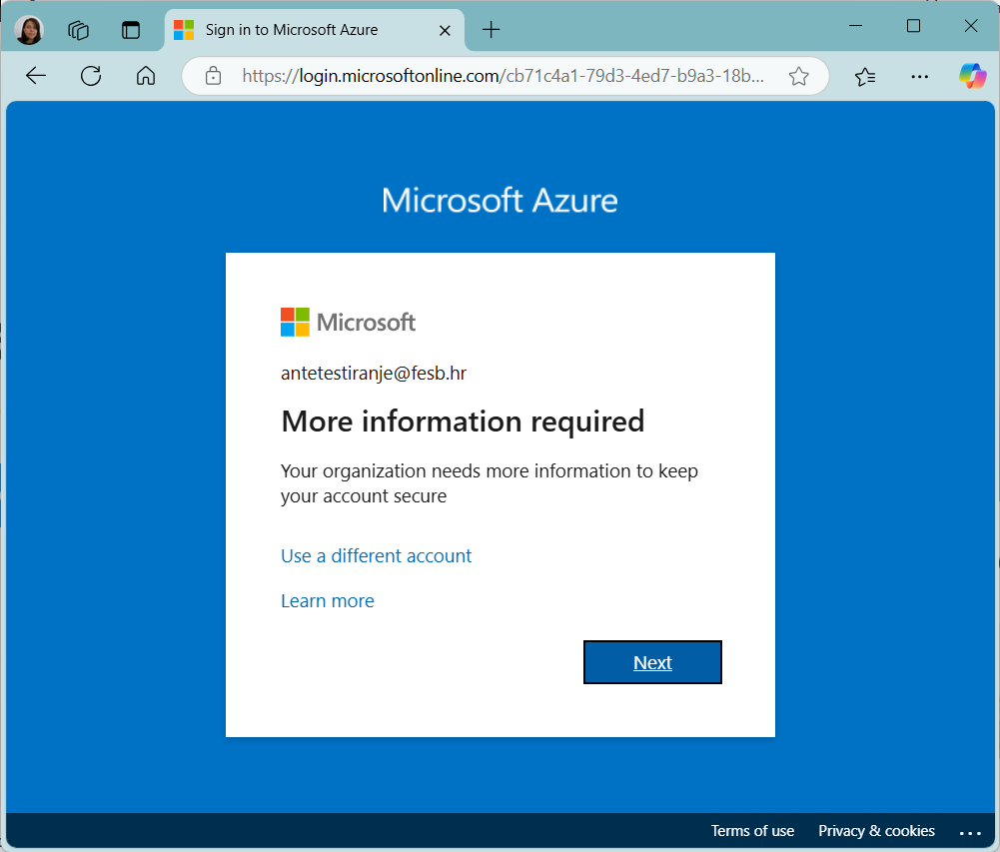 Sign in to Microsoft Azure
https://login.microsoftonline.com/cb71c4a1-79d3-4ed7-b9a3-18b...
Microsoft Azure
Microsoft
antetestiranje@fesb.hr
More information required
Your organization needs more information to keep
your account secure
Use a different account
Learn more
Next
Terms of use Privacy & cookies ...